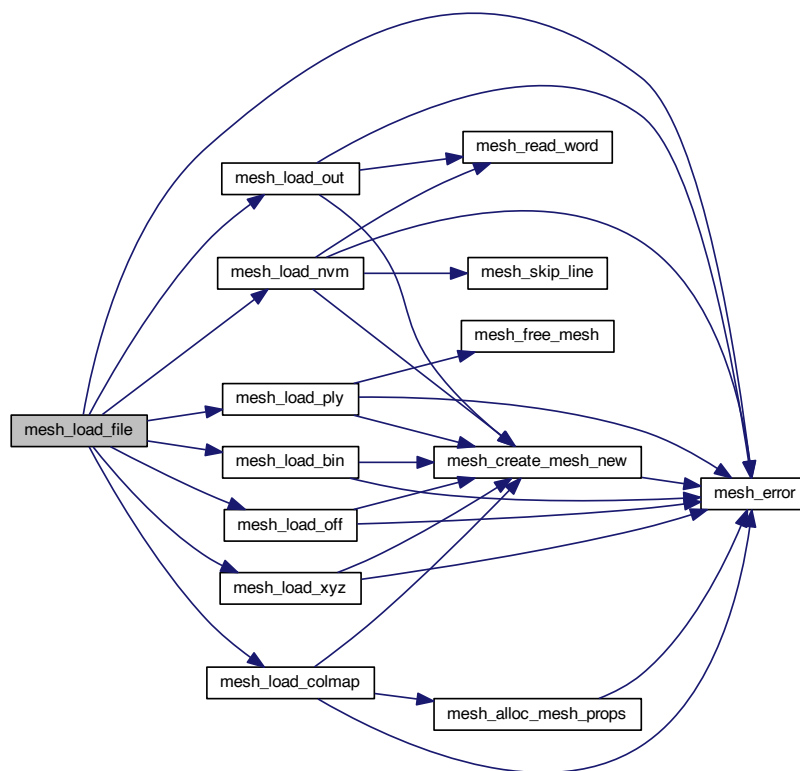 mesh_load_file
mesh_load_out
mesh_load_nvm
mesh_load_ply
mesh_load_bin
mesh_load_off
mesh_load_xyz
mesh_load_colmap
mesh_read_word
mesh_skip_line
mesh_free_mesh
mesh_create_mesh_new
mesh_alloc_mesh_props
mesh_error